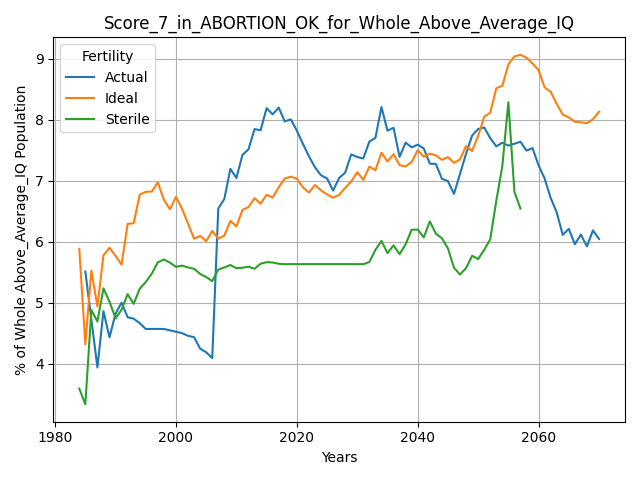 Score_7_in_ABORTION_OK_for_Whole_Above_Average_IQ
Fertility
Actual
Ideal
Sterile
% of Whole Above_Average_IQ Population
9
8
7
6
5
4
1980
2000
2020
2040
2060
Years